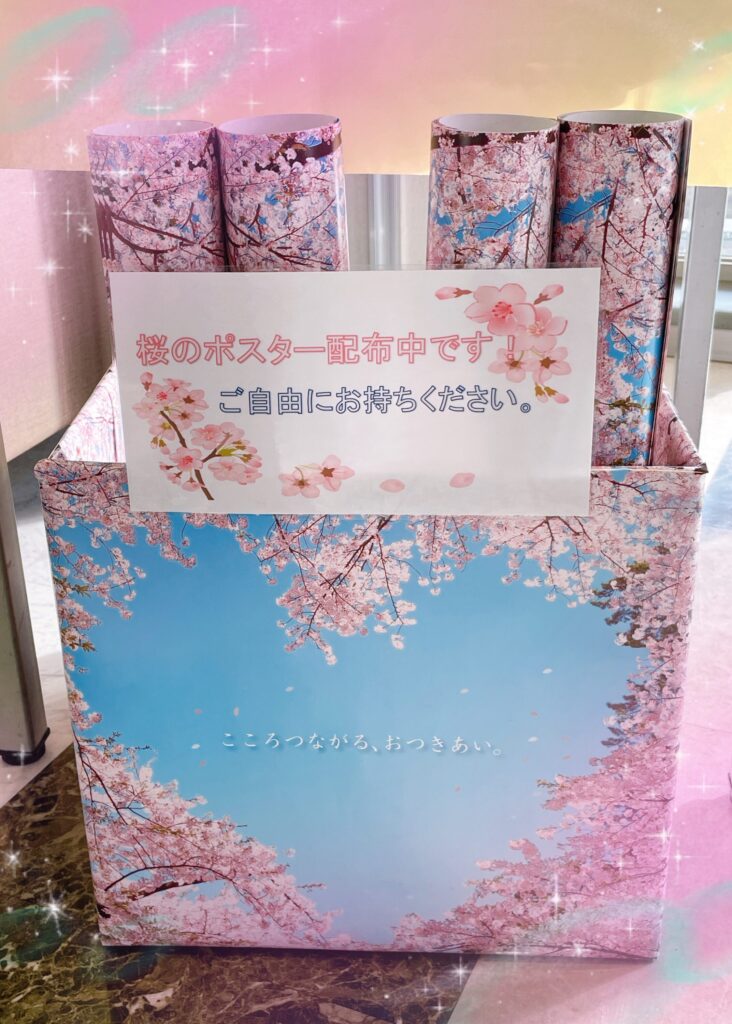 桜のポスター配布中です！
ご自由にお持ちください。
こころつながる、おつきあい。